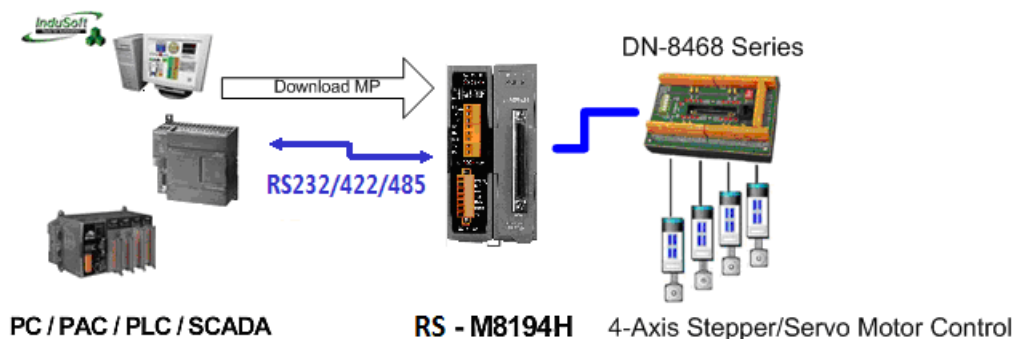 InduSoft
DN-8468 Series
Download MP
RS232/422/485
PC / PAC / PLC / SCADA
RS - M8194H
4-Axis Stepper/Servo Motor Control